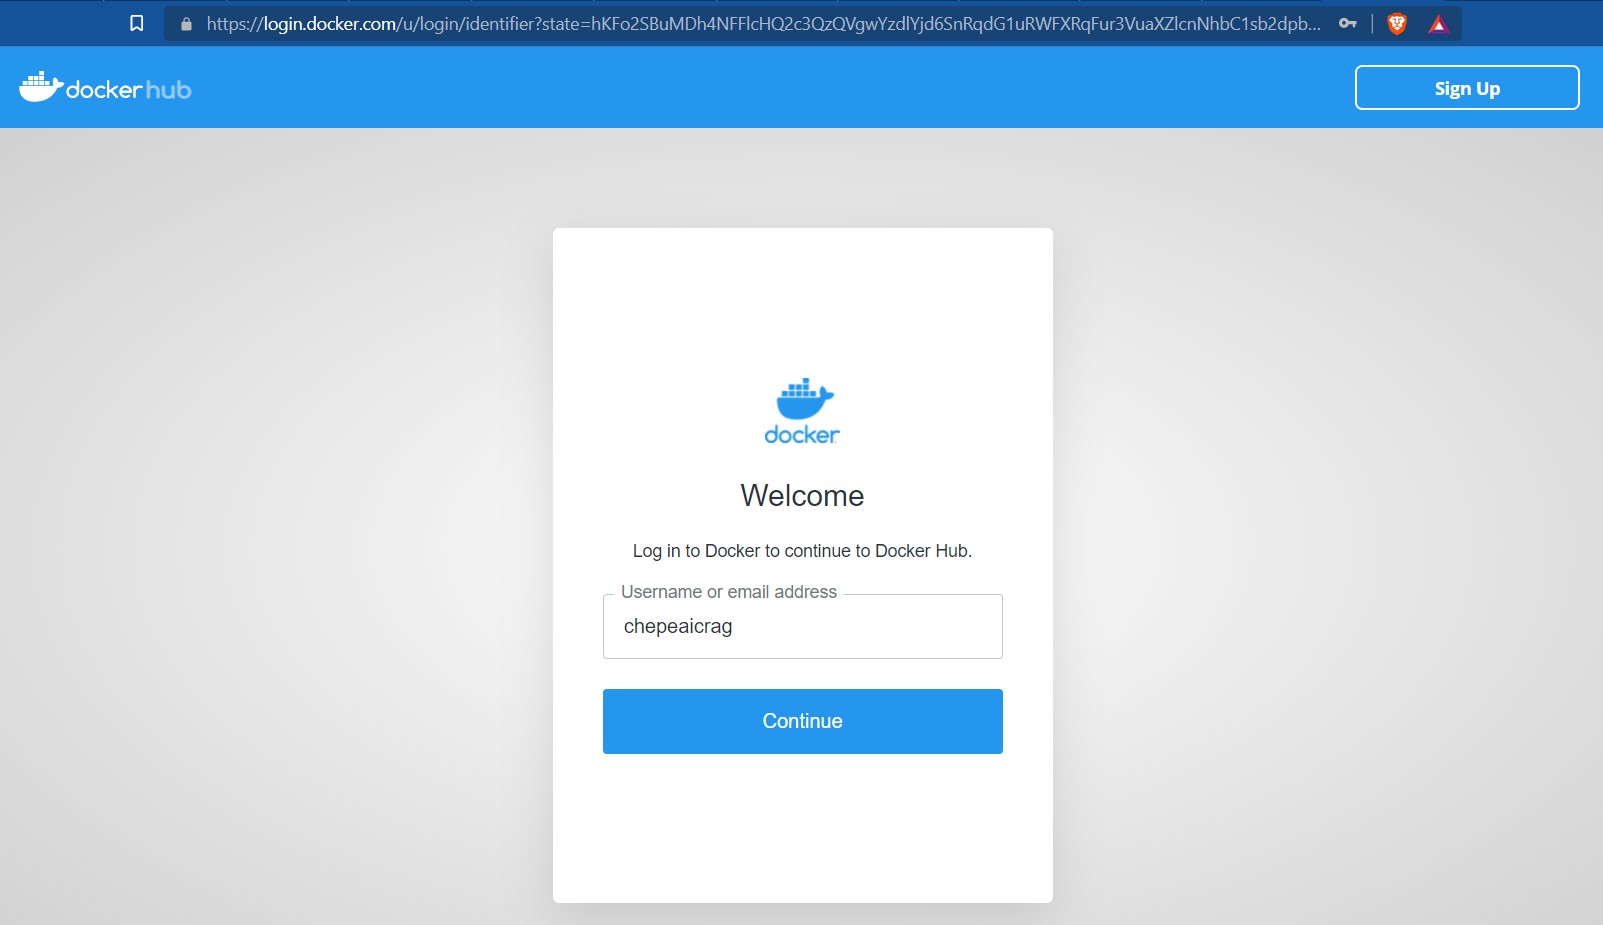 https://login.docker.com/u/login/identifier?state=hKFo2SBuMDh4NFFlcHQ2c3QzQVgwYzdlYjd6SnRqdG1uRWFXRqFur3VuaXZlcnNhbC1sb2dpb...
docker hub
Sign Up
docker
Welcome
Log in to Docker to continue to Docker Hub.
Username or email address
chepeaicrag
Continue